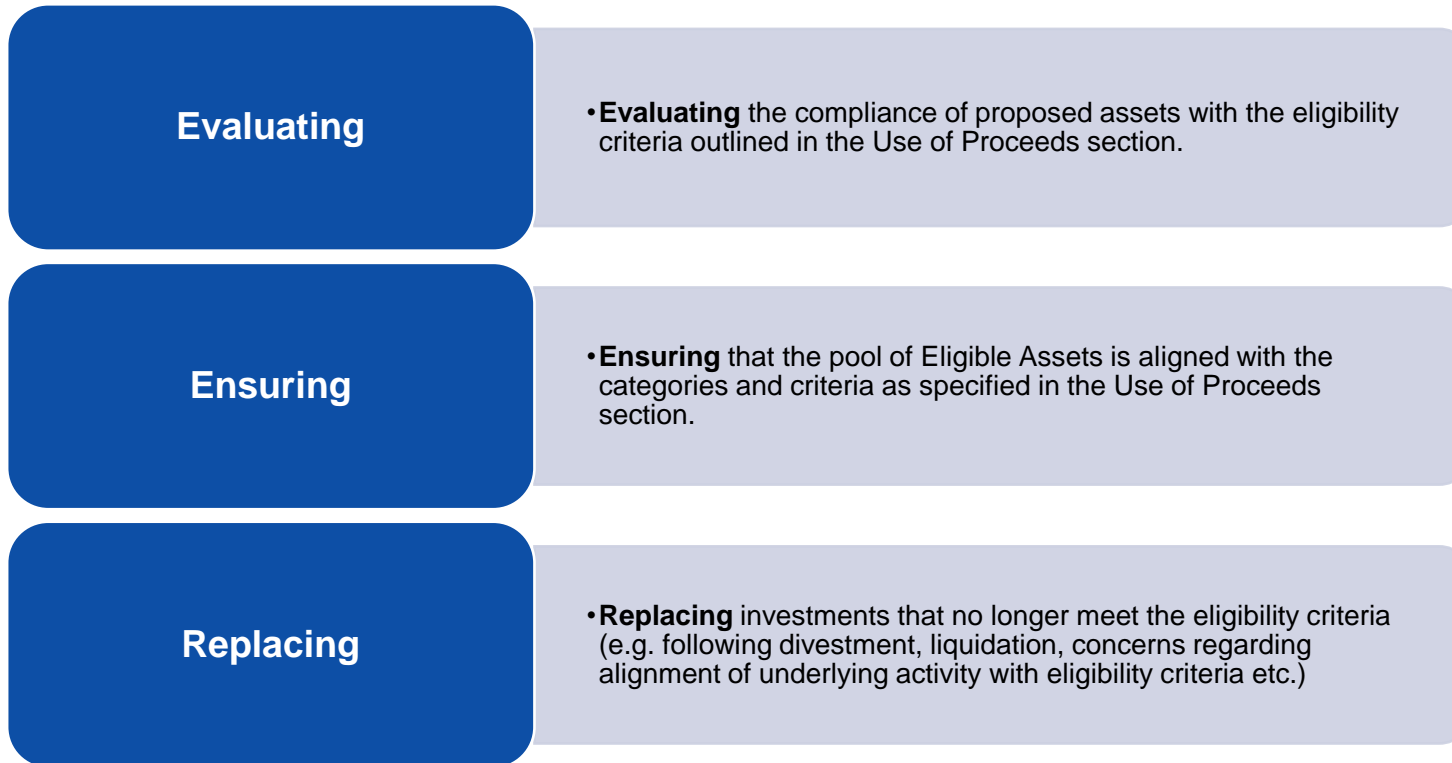 Evaluating
•Evaluating the compliance of proposed assets with the eligibility
criteria outlined in the Use of Proceeds section.
Ensuring
•Ensuring that the pool of Eligible Assets is aligned with the
categories and criteria as specified in the Use of Proceeds
section.
Replacing
•Replacing investments that no longer meet the eligibility criteria
(e.g. following divestment, liquidation, concerns regarding
alignment of underlying activity with eligibility criteria etc.)